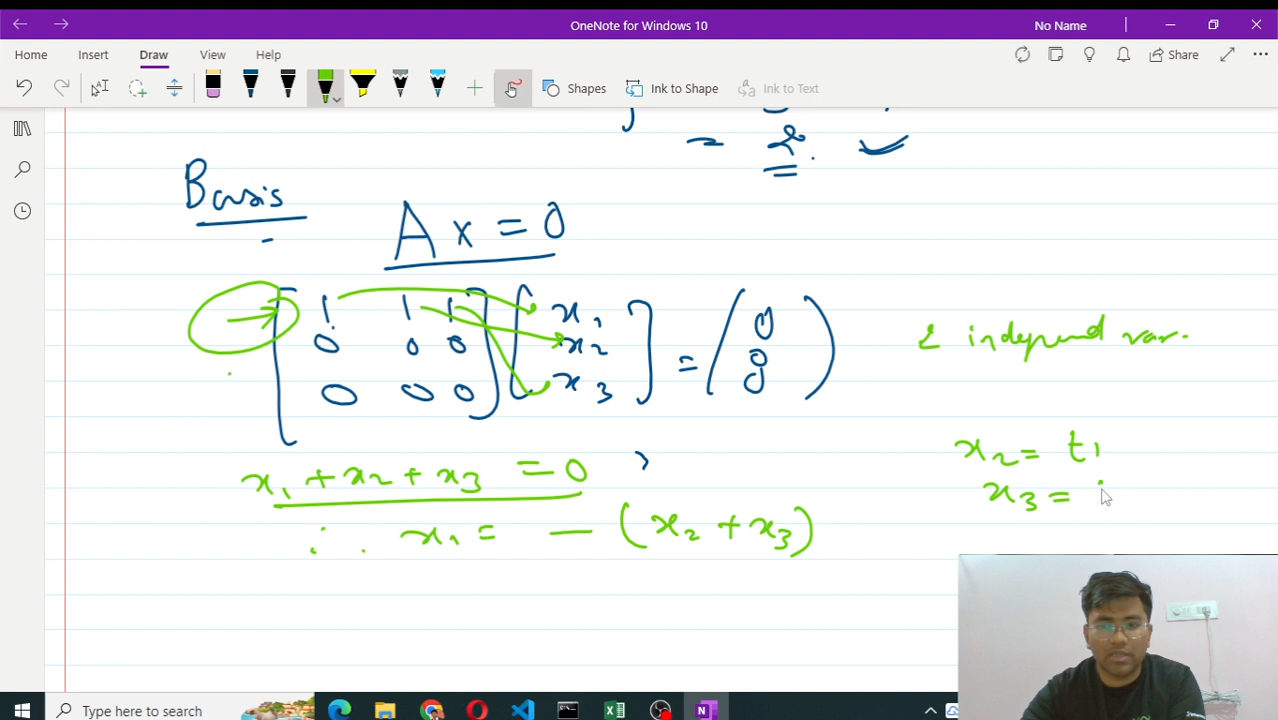 OneNote for Windows 10
No Name
Home Insert Draw View Help
Share
Shapes
Ink to Shape
Ink to Text
= 2.
Basis
Ax = 0
1 1 1 x1 0
0 0 0 x2 = 0
0 0 0 x3 0
2 independ var.
x1 + x2 + x3 = 0
x2 = t1
x3 =
∴ x1 = - (x2 + x3)
Type here to search